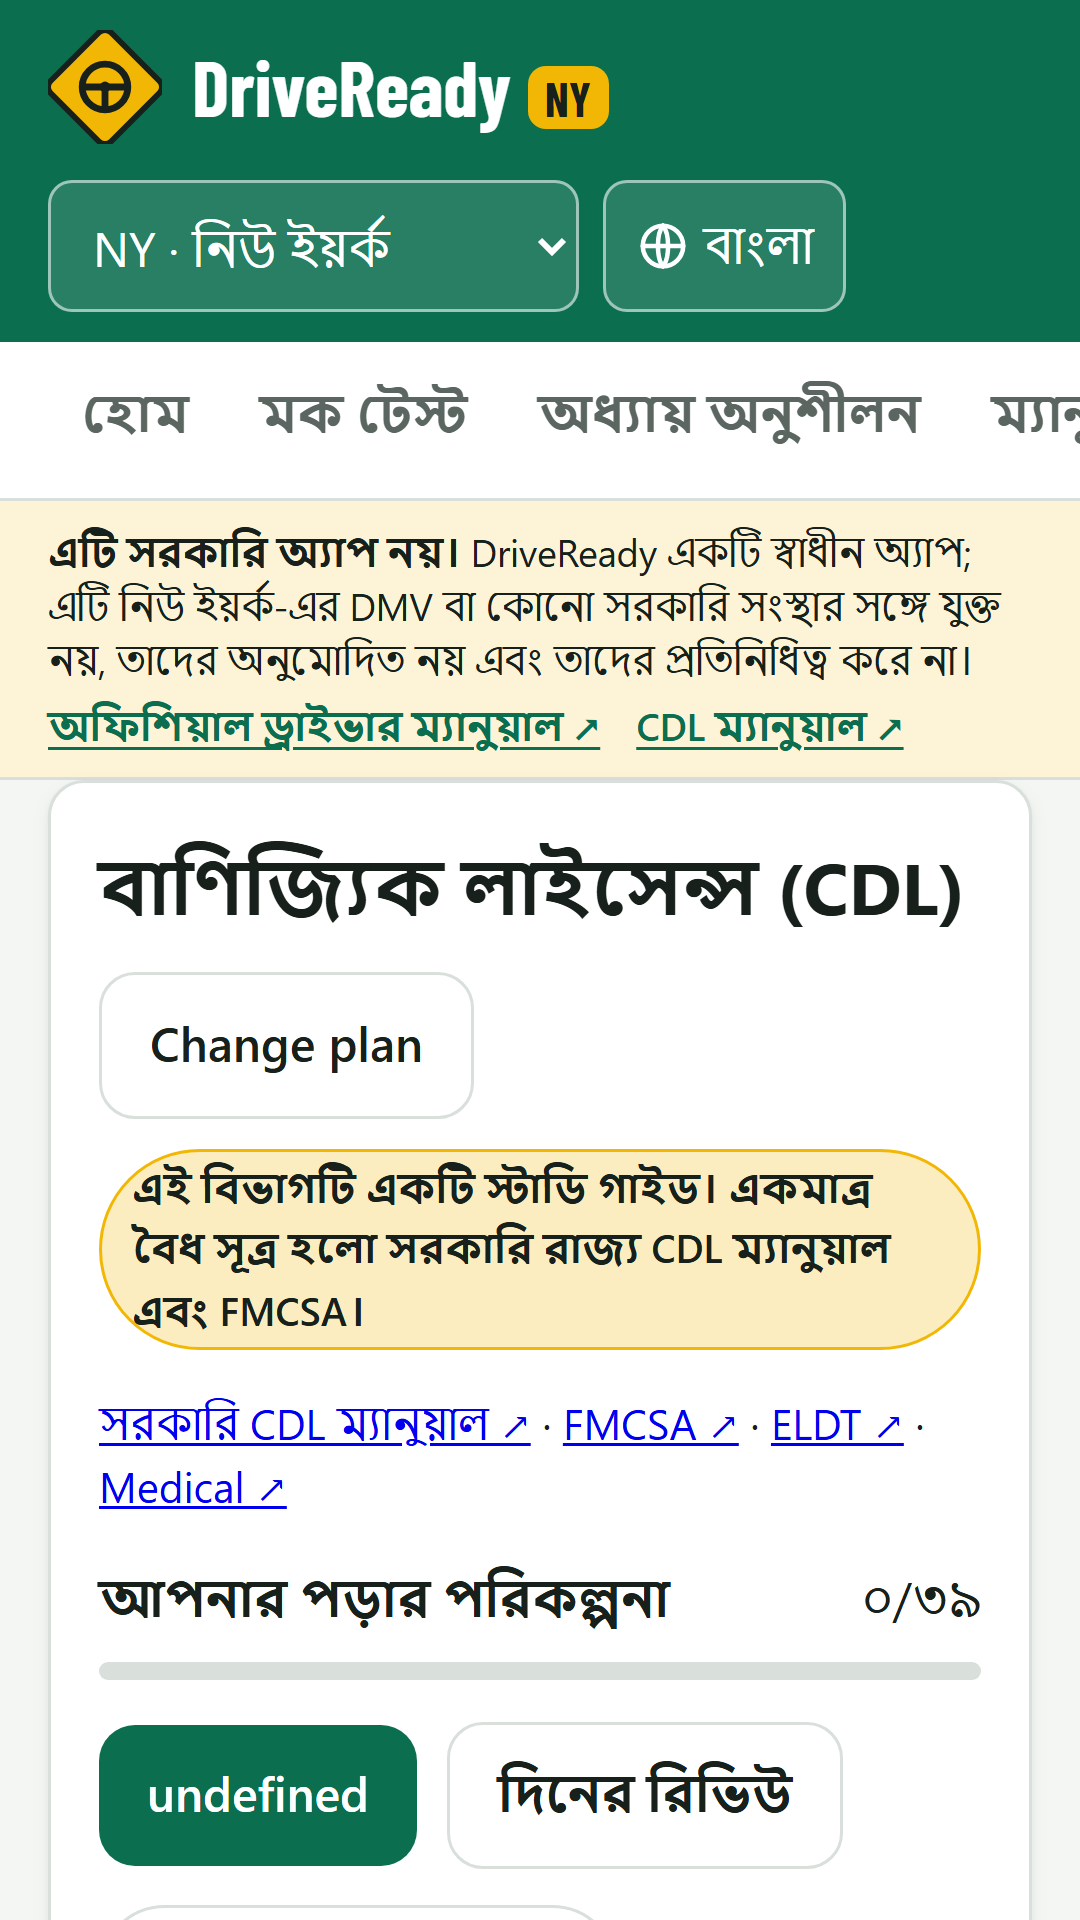 DriveReady NY
NY · নিউ ইয়র্ক
বাংলা
হোম মক টেস্ট অধ্যায় অনুশীলন
এটি সরকারি অ্যাপ নয়। DriveReady একটি স্বাধীন অ্যাপ;
এটি নিউ ইয়র্ক-এর DMV বা কোনো সরকারি সংস্থার সঙ্গে যুক্ত
নয়, তাদের অনুমোদিত নয় এবং তাদের প্রতিনিধিত্ব করে না।
অফিশিয়াল ড্রাইভার ম্যানুয়াল ↗ CDL ম্যানুয়াল ↗
বাণিজ্যিক লাইসেন্স (CDL)
Change plan
এই বিভাগটি একটি স্টাডি গাইড। একমাত্র
বৈধ সূত্র হলো সরকারি রাজ্য CDL ম্যানুয়াল
এবং FMCSA।
সরকারি CDL ম্যানুয়াল ↗ · FMCSA ↗ · ELDT ↗ ·
Medical ↗
আপনার পড়ার পরিকল্পনা ০/৩৯
undefined দিনের রিভিউ